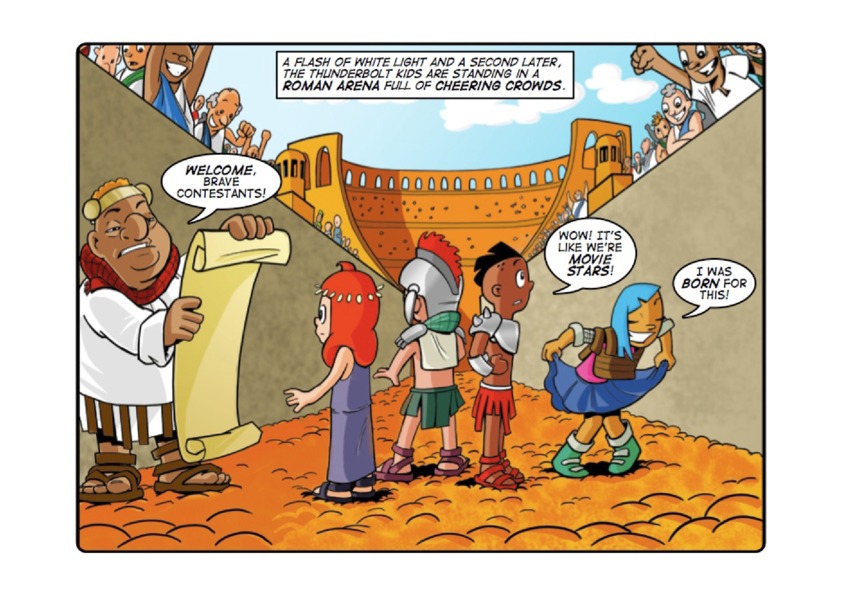 A FLASH OF WHITE LIGHT AND A SECOND LATER,
THE THUNDERBOLT KIDS ARE STANDING IN A
ROMAN ARENA FULL OF CHEERING CROWDS.
WELCOME,
BRAVE
CONTESTANTS!
WOW! IT'S
LIKE WE'RE
MOVIE
STARS!
I WAS
BORN FOR
THIS!